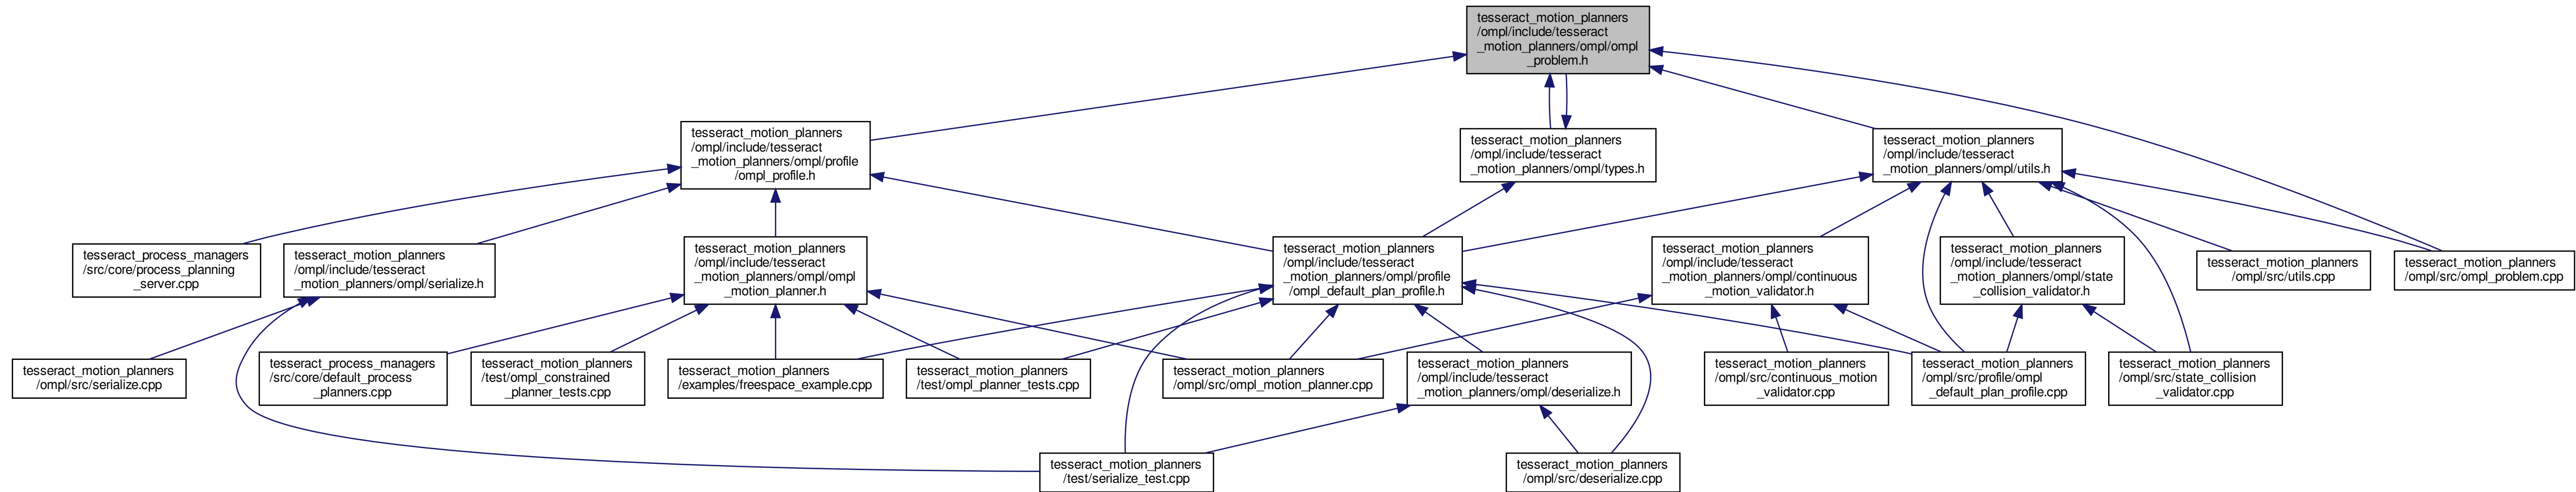 tesseract_motion_planners
/ompl/include/tesseract
_motion_planners/ompl/ompl
_problem.h
tesseract_motion_planners
/ompl/include/tesseract
_motion_planners/ompl/profile
/ompl_profile.h
tesseract_motion_planners
/ompl/include/tesseract
_motion_planners/ompl/types.h
tesseract_motion_planners
/ompl/include/tesseract
_motion_planners/ompl/utils.h
tesseract_process_managers
/src/core/process_planning
_server.cpp
tesseract_motion_planners
/ompl/include/tesseract
_motion_planners/ompl/serialize.h
tesseract_motion_planners
/ompl/include/tesseract
_motion_planners/ompl/ompl
_motion_planner.h
tesseract_motion_planners
/ompl/include/tesseract
_motion_planners/ompl/profile
/ompl_default_plan_profile.h
tesseract_motion_planners
/ompl/include/tesseract
_motion_planners/ompl/continuous
_motion_validator.h
tesseract_motion_planners
/ompl/include/tesseract
_motion_planners/ompl/state
_collision_validator.h
tesseract_motion_planners
/ompl/src/utils.cpp
tesseract_motion_planners
/ompl/src/ompl_problem.cpp
tesseract_motion_planners
/ompl/src/serialize.cpp
tesseract_process_managers
/src/core/default_process
_planners.cpp
tesseract_motion_planners
/test/ompl_constrained
_planner_tests.cpp
tesseract_motion_planners
/examples/freespace_example.cpp
tesseract_motion_planners
/test/ompl_planner_tests.cpp
tesseract_motion_planners
/ompl/src/ompl_motion_planner.cpp
tesseract_motion_planners
/ompl/include/tesseract
_motion_planners/ompl/deserialize.h
tesseract_motion_planners
/ompl/src/continuous_motion
_validator.cpp
tesseract_motion_planners
/ompl/src/profile/ompl
_default_plan_profile.cpp
tesseract_motion_planners
/ompl/src/state_collision
_validator.cpp
tesseract_motion_planners
/test/serialize_test.cpp
tesseract_motion_planners
/ompl/src/deserialize.cpp